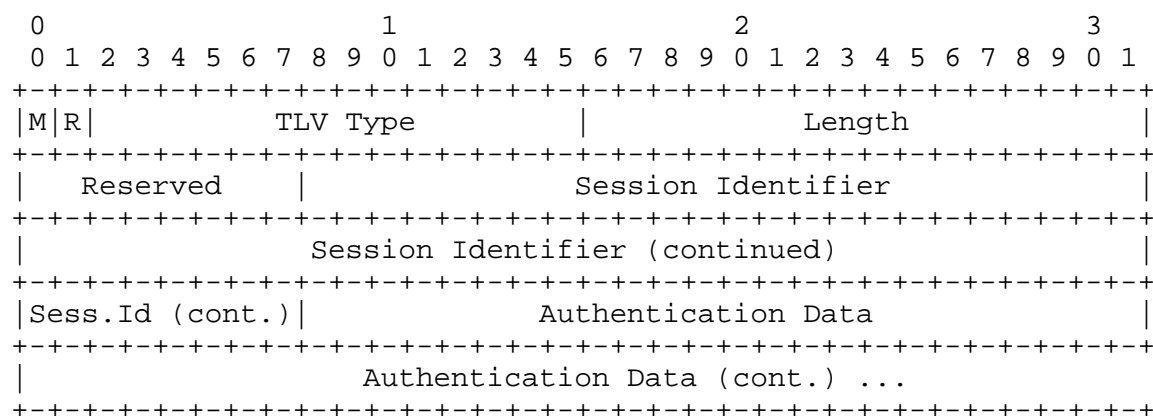 0                   1                   2                   3
 0 1 2 3 4 5 6 7 8 9 0 1 2 3 4 5 6 7 8 9 0 1 2 3 4 5 6 7 8 9 0 1
+-+-+-+-+-+-+-+-+-+-+-+-+-+-+-+-+-+-+-+-+-+-+-+-+-+-+-+-+-+-+-+-+
|M|R|          TLV Type         |            Length             |
+-+-+-+-+-+-+-+-+-+-+-+-+-+-+-+-+-+-+-+-+-+-+-+-+-+-+-+-+-+-+-+-+
|   Reserved    |               Session Identifier              |
+-+-+-+-+-+-+-+-+-+-+-+-+-+-+-+-+-+-+-+-+-+-+-+-+-+-+-+-+-+-+-+-+
|                Session Identifier (continued)                 |
+-+-+-+-+-+-+-+-+-+-+-+-+-+-+-+-+-+-+-+-+-+-+-+-+-+-+-+-+-+-+-+-+
|Sess.Id (cont.)|             Authentication Data               |
+-+-+-+-+-+-+-+-+-+-+-+-+-+-+-+-+-+-+-+-+-+-+-+-+-+-+-+-+-+-+-+-+
|                   Authentication Data (cont.) ...
+-+-+-+-+-+-+-+-+-+-+-+-+-+-+-+-+-+-+-+-+-+-+-+-+-+-+-+-+-+-+-+-+